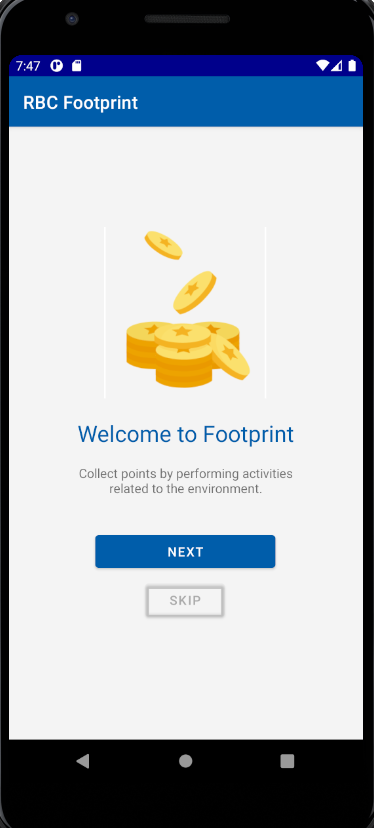 7:47
RBC Footprint
Welcome to Footprint
Collect points by performing activities
related to the environment.
NEXT
SKIP